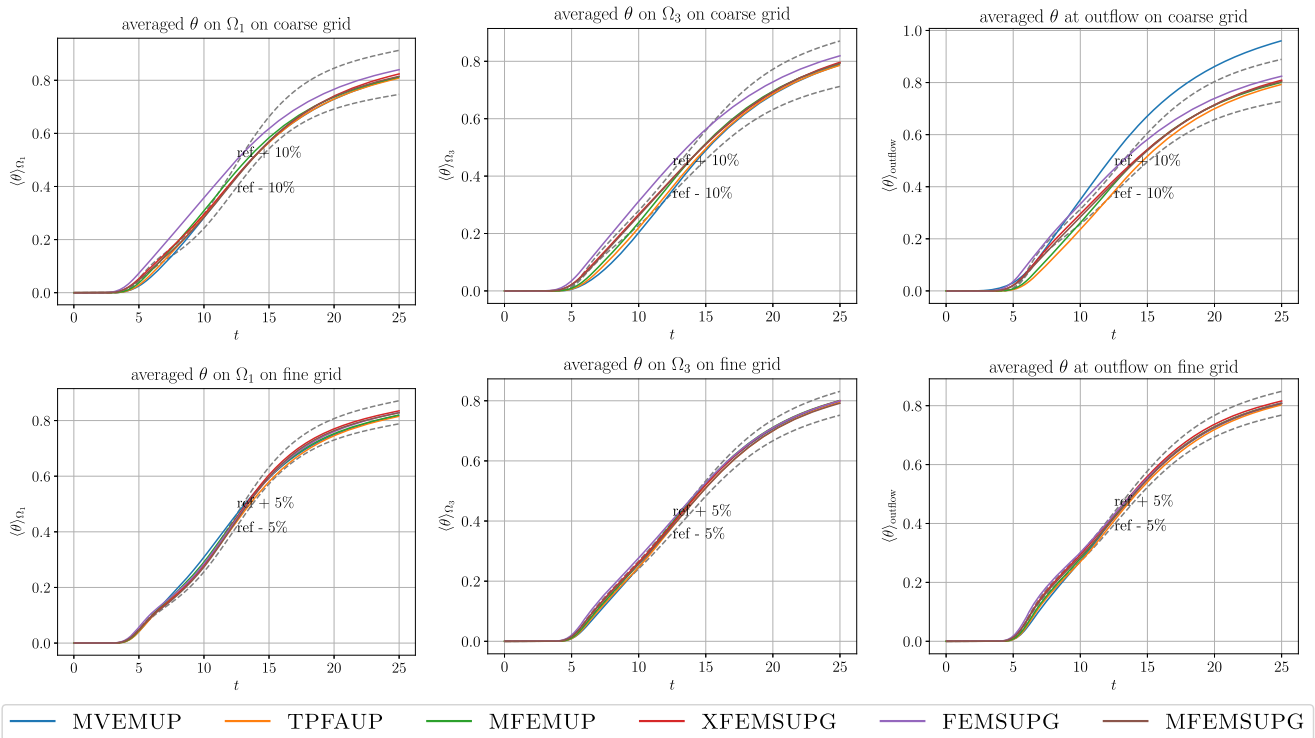 averaged θ on Ω1 on coarse grid
0.8
0.6
0.4
0.2
0.0
⟨θ⟩Ω1
ref + 10%
ref - 10%
0 5 10 15 20 25
t
averaged θ on Ω3 on coarse grid
0.8
0.6
0.4
0.2
0.0
⟨θ⟩Ω3
ref + 10%
ref - 10%
0 5 10 15 20 25
t
averaged θ at outflow on coarse grid
1.0
0.8
0.6
0.4
0.2
0.0
⟨θ⟩outflow
ref + 10%
ref - 10%
0 5 10 15 20 25
t
averaged θ on Ω1 on fine grid
0.8
0.6
0.4
0.2
0.0
⟨θ⟩Ω1
ref + 5%
ref - 5%
0 5 10 15 20 25
t
averaged θ on Ω3 on fine grid
0.8
0.6
0.4
0.2
0.0
⟨θ⟩Ω3
ref + 5%
ref - 5%
0 5 10 15 20 25
t
averaged θ at outflow on fine grid
0.8
0.6
0.4
0.2
0.0
⟨θ⟩outflow
ref + 5%
ref - 5%
0 5 10 15 20 25
t
MVEMUP TPFAUP MFEMUP XFEMSUPG FEMSUPG MFEMSUPG